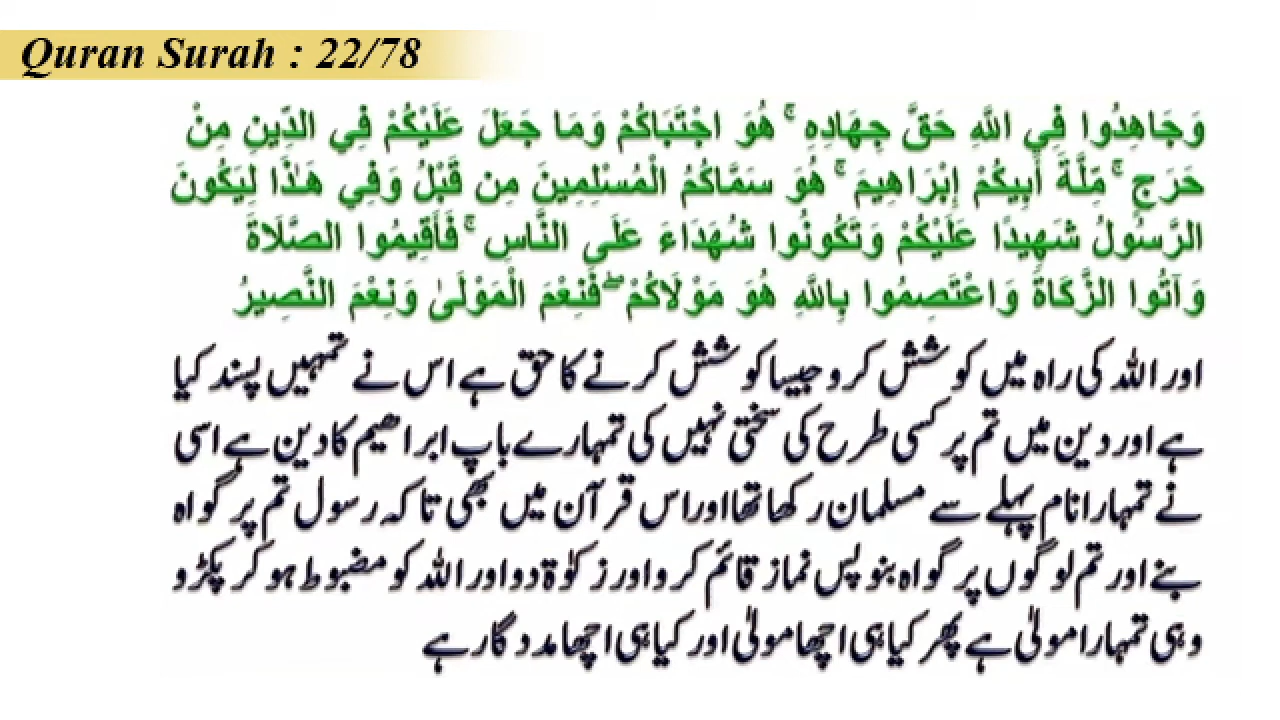 Quran Surah : 22/78
وَجَاهِدُوا فِي اللَّهِ حَقَّ جِهَادِهِ ۚ هُوَ اجْتَبَاكُمْ وَمَا جَعَلَ عَلَيْكُمْ فِي الدِّينِ مِنْ
حَرَجٍ ۚ مِّلَّةَ أَبِيكُمْ إِبْرَاهِيمَ ۚ هُوَ سَمَّاكُمُ الْمُسْلِمِينَ مِن قَبْلُ وَفِي هَـٰذَا لِيَكُونَ
الرَّسُولُ شَهِيدًا عَلَيْكُمْ وَتَكُونُوا شُهَدَاءَ عَلَى النَّاسِ ۚ فَأَقِيمُوا الصَّلَاةَ
وَآتُوا الزَّكَاةَ وَاعْتَصِمُوا بِاللَّهِ هُوَ مَوْلَاكُمْ ۖ فَنِعْمَ الْمَوْلَىٰ وَنِعْمَ النَّصِيرُ
اور الله کی راہ میں کوشش کرو جیسا کوشش کرنے کا حق ہے اس نے تمہیں پسند کیا
ہے اور دین میں تم پر کسی طرح کی سختی نہیں کی تمہارے باپ ابراھیم کا دین ہے اسی
نے تمہارا نام پہلے سے مسلمان رکھا تھا اور اس قرآن میں بھی تاکہ رسول تم پر گواہ
بنے اور تم لوگوں پر گواہ بنو پس نماز قائم کرو اور زکوٰۃ دو اور الله کو مضبوط ہو کر پکڑو
وہی تمہارا مولیٰ ہے پھر کیا ہی اچھا مولیٰ اور کیا ہی اچھا مددگار ہے